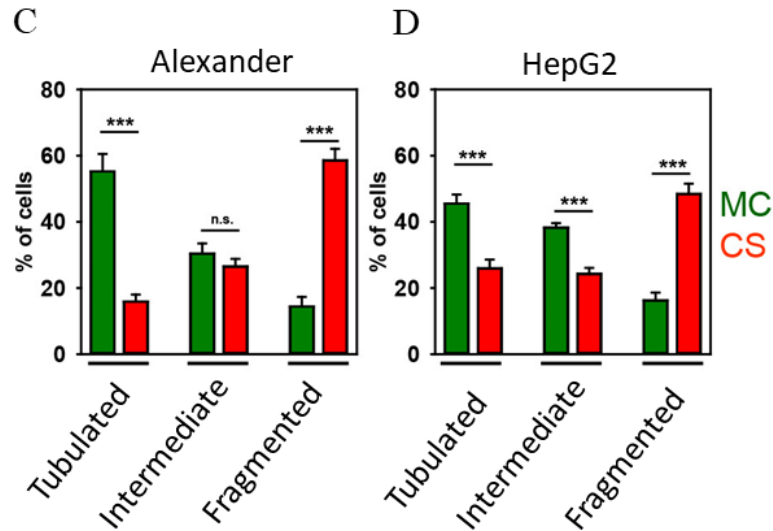 C
Alexander
% of cells
80
60
40
20
0
***
n.s.
***
Tubulated
Intermediate
Fragmented
D
HepG2
% of cells
80
60
40
20
0
***
***
***
Tubulated
Intermediate
Fragmented
MC
CS